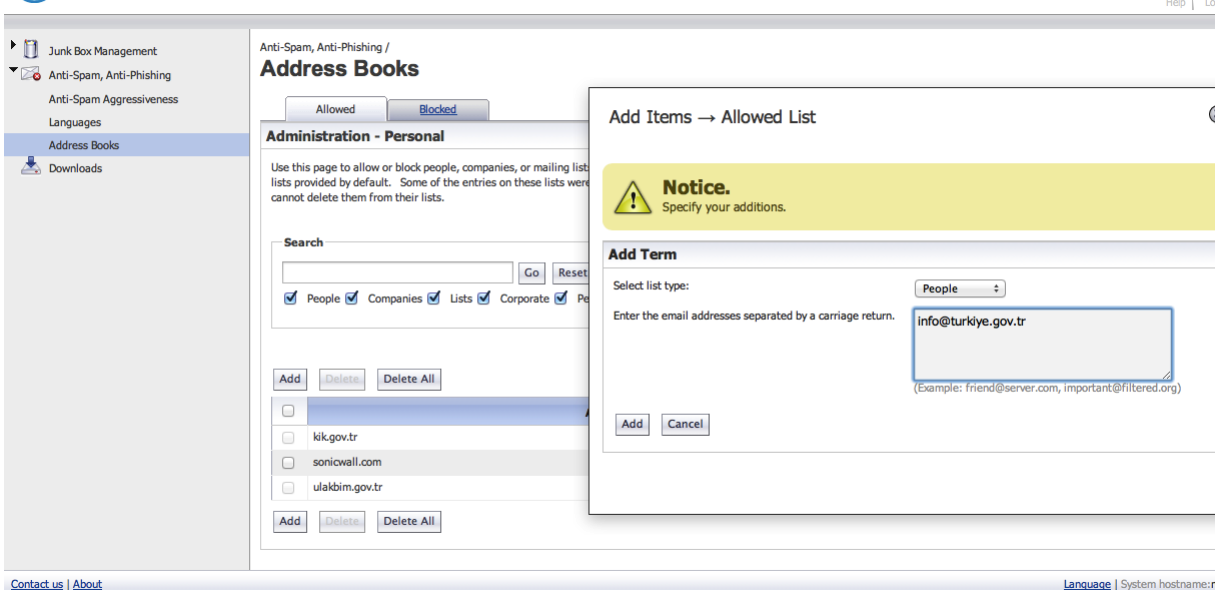 Help
Junk Box Management
Anti-Spam, Anti-Phishing
Anti-Spam Aggressiveness
Languages
Address Books
Downloads
Anti-Spam, Anti-Phishing /
Address Books
Allowed
Blocked
Administration - Personal
Use this page to allow or block people, companies, or mailing
lists provided by default. Some of the entries on these lists were
cannot delete them from their lists.
Search
Go
Reset
People
Companies
Lists
Corporate
Add
Delete
Delete All
kik.gov.tr
sonicwall.com
ulakbim.gov.tr
Add
Delete
Delete All
Add Items → Allowed List
Notice.
Specify your additions.
Add Term
Select list type:
People
Enter the email addresses separated by a carriage return.
info@turkiye.gov.tr
(Example: friend@server.com, important@filtered.org)
Add
Cancel
Contact us | About
Language | System hostname: